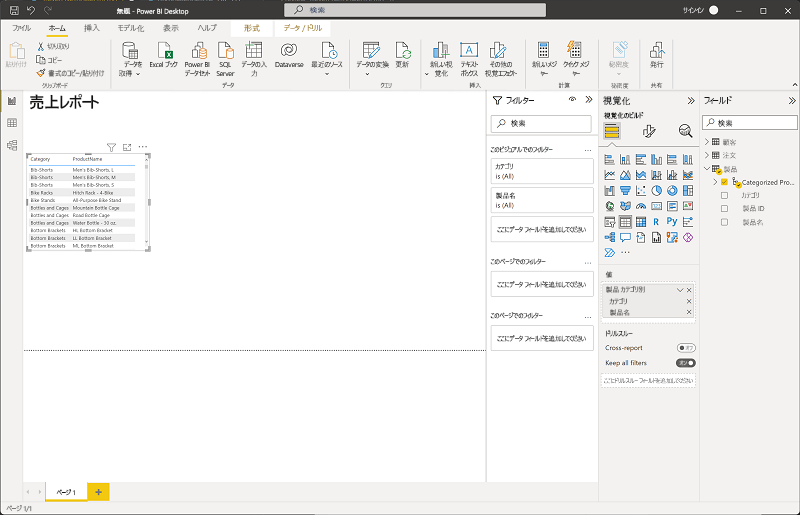 無題 - Power BI Desktop
検索
サインイン
ファイル ホーム 挿入 モデル化 表示 ヘルプ 形式 データ / ドリル
貼り付け
切り取り
コピー
書式のコピー/貼り付け
クリップボード
データを取得
Excel ブック
Power BI データセット
SQL Server
データの入力
Dataverse
最近のソース
データ
データの変換
更新
クエリ
新しい視覚化
テキスト ボックス
その他の視覚エフェクト
挿入
新しいメジャー
クイック メジャー
計算
秘密度
秘密度
発行
共有
売上レポート
Category ProductName
Bib-Shorts Men's Bib-Shorts, L
Bib-Shorts Men's Bib-Shorts, M
Bib-Shorts Men's Bib-Shorts, S
Bike Racks Hitch Rack - 4-Bike
Bike Stands All-Purpose Bike Stand
Bottles and Cages Mountain Bottle Cage
Bottles and Cages Road Bottle Cage
Bottles and Cages Water Bottle - 30 oz.
Bottom Brackets HL Bottom Bracket
Bottom Brackets LL Bottom Bracket
Bottom Brackets ML Bottom Bracket
フィルター
検索
このビジュアルでのフィルター
カテゴリ
is (All)
製品名
is (All)
ここにデータ フィールドを追加してください
このページでのフィルター
ここにデータ フィールドを追加してください
このページでのフィルター
ここにデータ フィールドを追加してください
視覚化
視覚化のビルド
値
製品 カテゴリ別
カテゴリ
製品名
ドリルスルー
Cross-report オフ
Keep all filters オン
ここにドリルスルー フィールドを追加してください
フィールド
検索
顧客
注文
製品
Categorized Pro...
カテゴリ
製品 ID
製品名
ページ 1
ページ 1/1